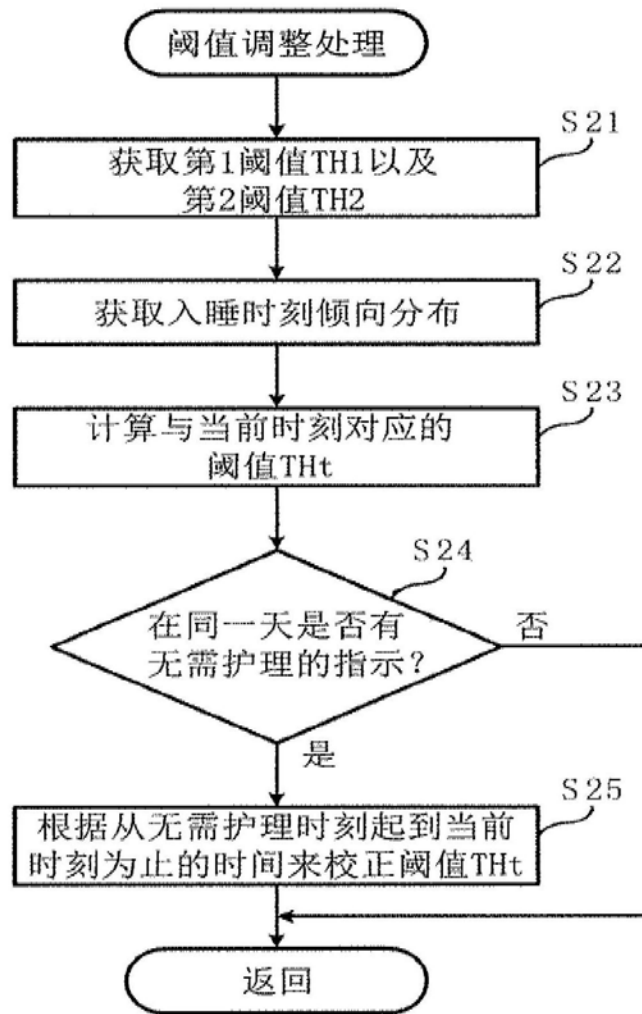 阈值调整处理
S21
获取第1阈值TH1以及
第2阈值TH2
S22
获取入睡时刻倾向分布
S23
计算与当前时刻对应的
阈值THt
S24
在同一天是否有
无需护理的指示？
否
是
S25
根据从无需护理时刻起到当前
时刻为止的时间来校正阈值THt
返回